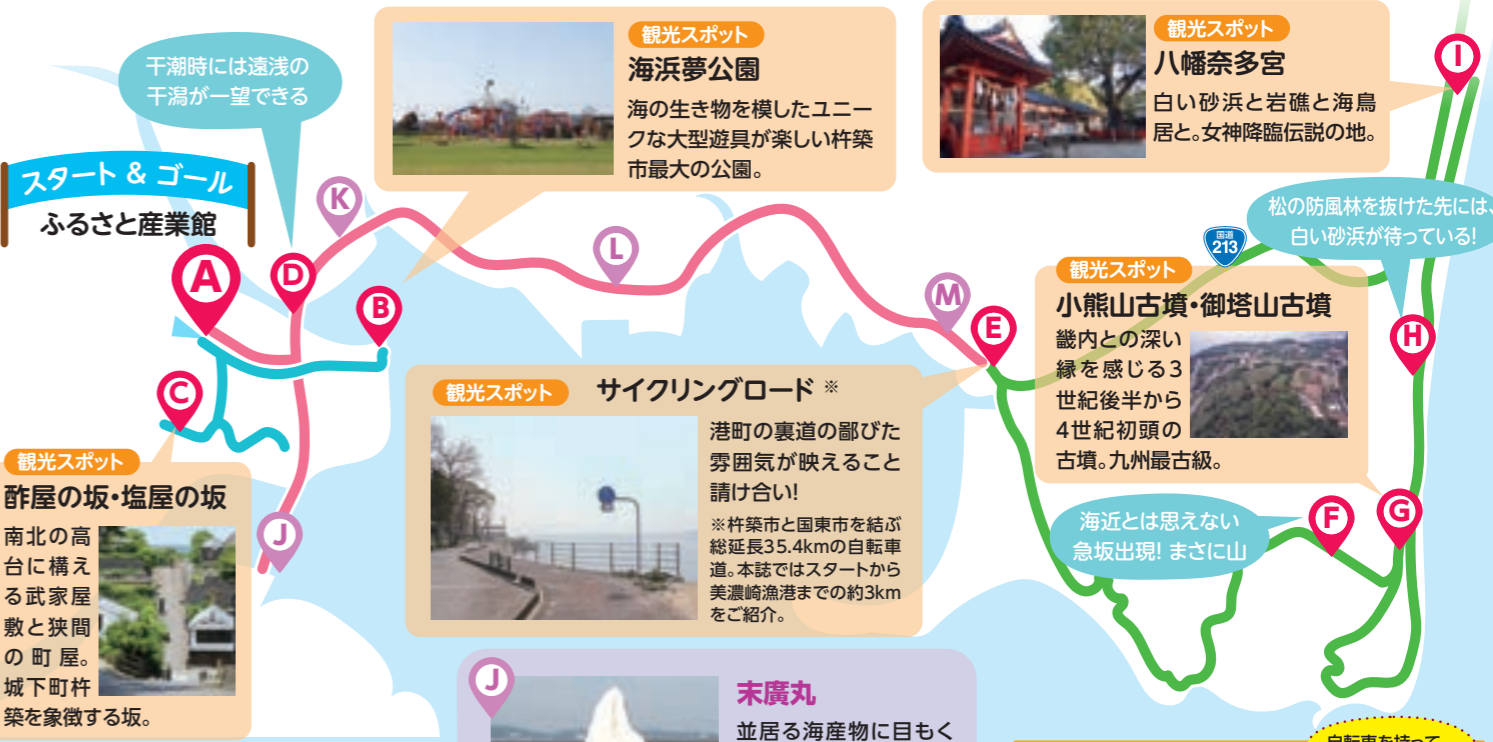 干潮時には遠浅の
干潟が一望できる
スタート & ゴール
ふるさと産業館
観光スポット
海浜夢公園
海の生き物を模したユニー
クな大型遊具が楽しい杵築
市最大の公園。
観光スポット
八幡奈多宮
白い砂浜と岩礁と海鳥
居と。女神降臨伝説の地。
I
K
L
A
D
B
C
M
E
松の防風林を抜けた先には、
白い砂浜が待っている!
国道
213
観光スポット
小熊山古墳・御塔山古墳
畿内との深い
縁を感じる3
世紀後半から
4世紀初頭の
古墳。九州最古級。
H
観光スポット
サイクリングロード ※
港町の裏道の鄙びた
雰囲気が映えること
請け合い!
※杵築市と国東市を結ぶ
総延長35.4kmの自転車
道。本誌ではスタートから
美濃崎漁港までの約3km
をご紹介。
観光スポット
酢屋の坂・塩屋の坂
南北の高
台に構え
る武家屋
敷と狭間
の町屋。
城下町杵
築を象徴する坂。
J
海近とは思えない
急坂出現! まさに山
F
G
J
末廣丸
並居る海産物に目もく
自転車を持って